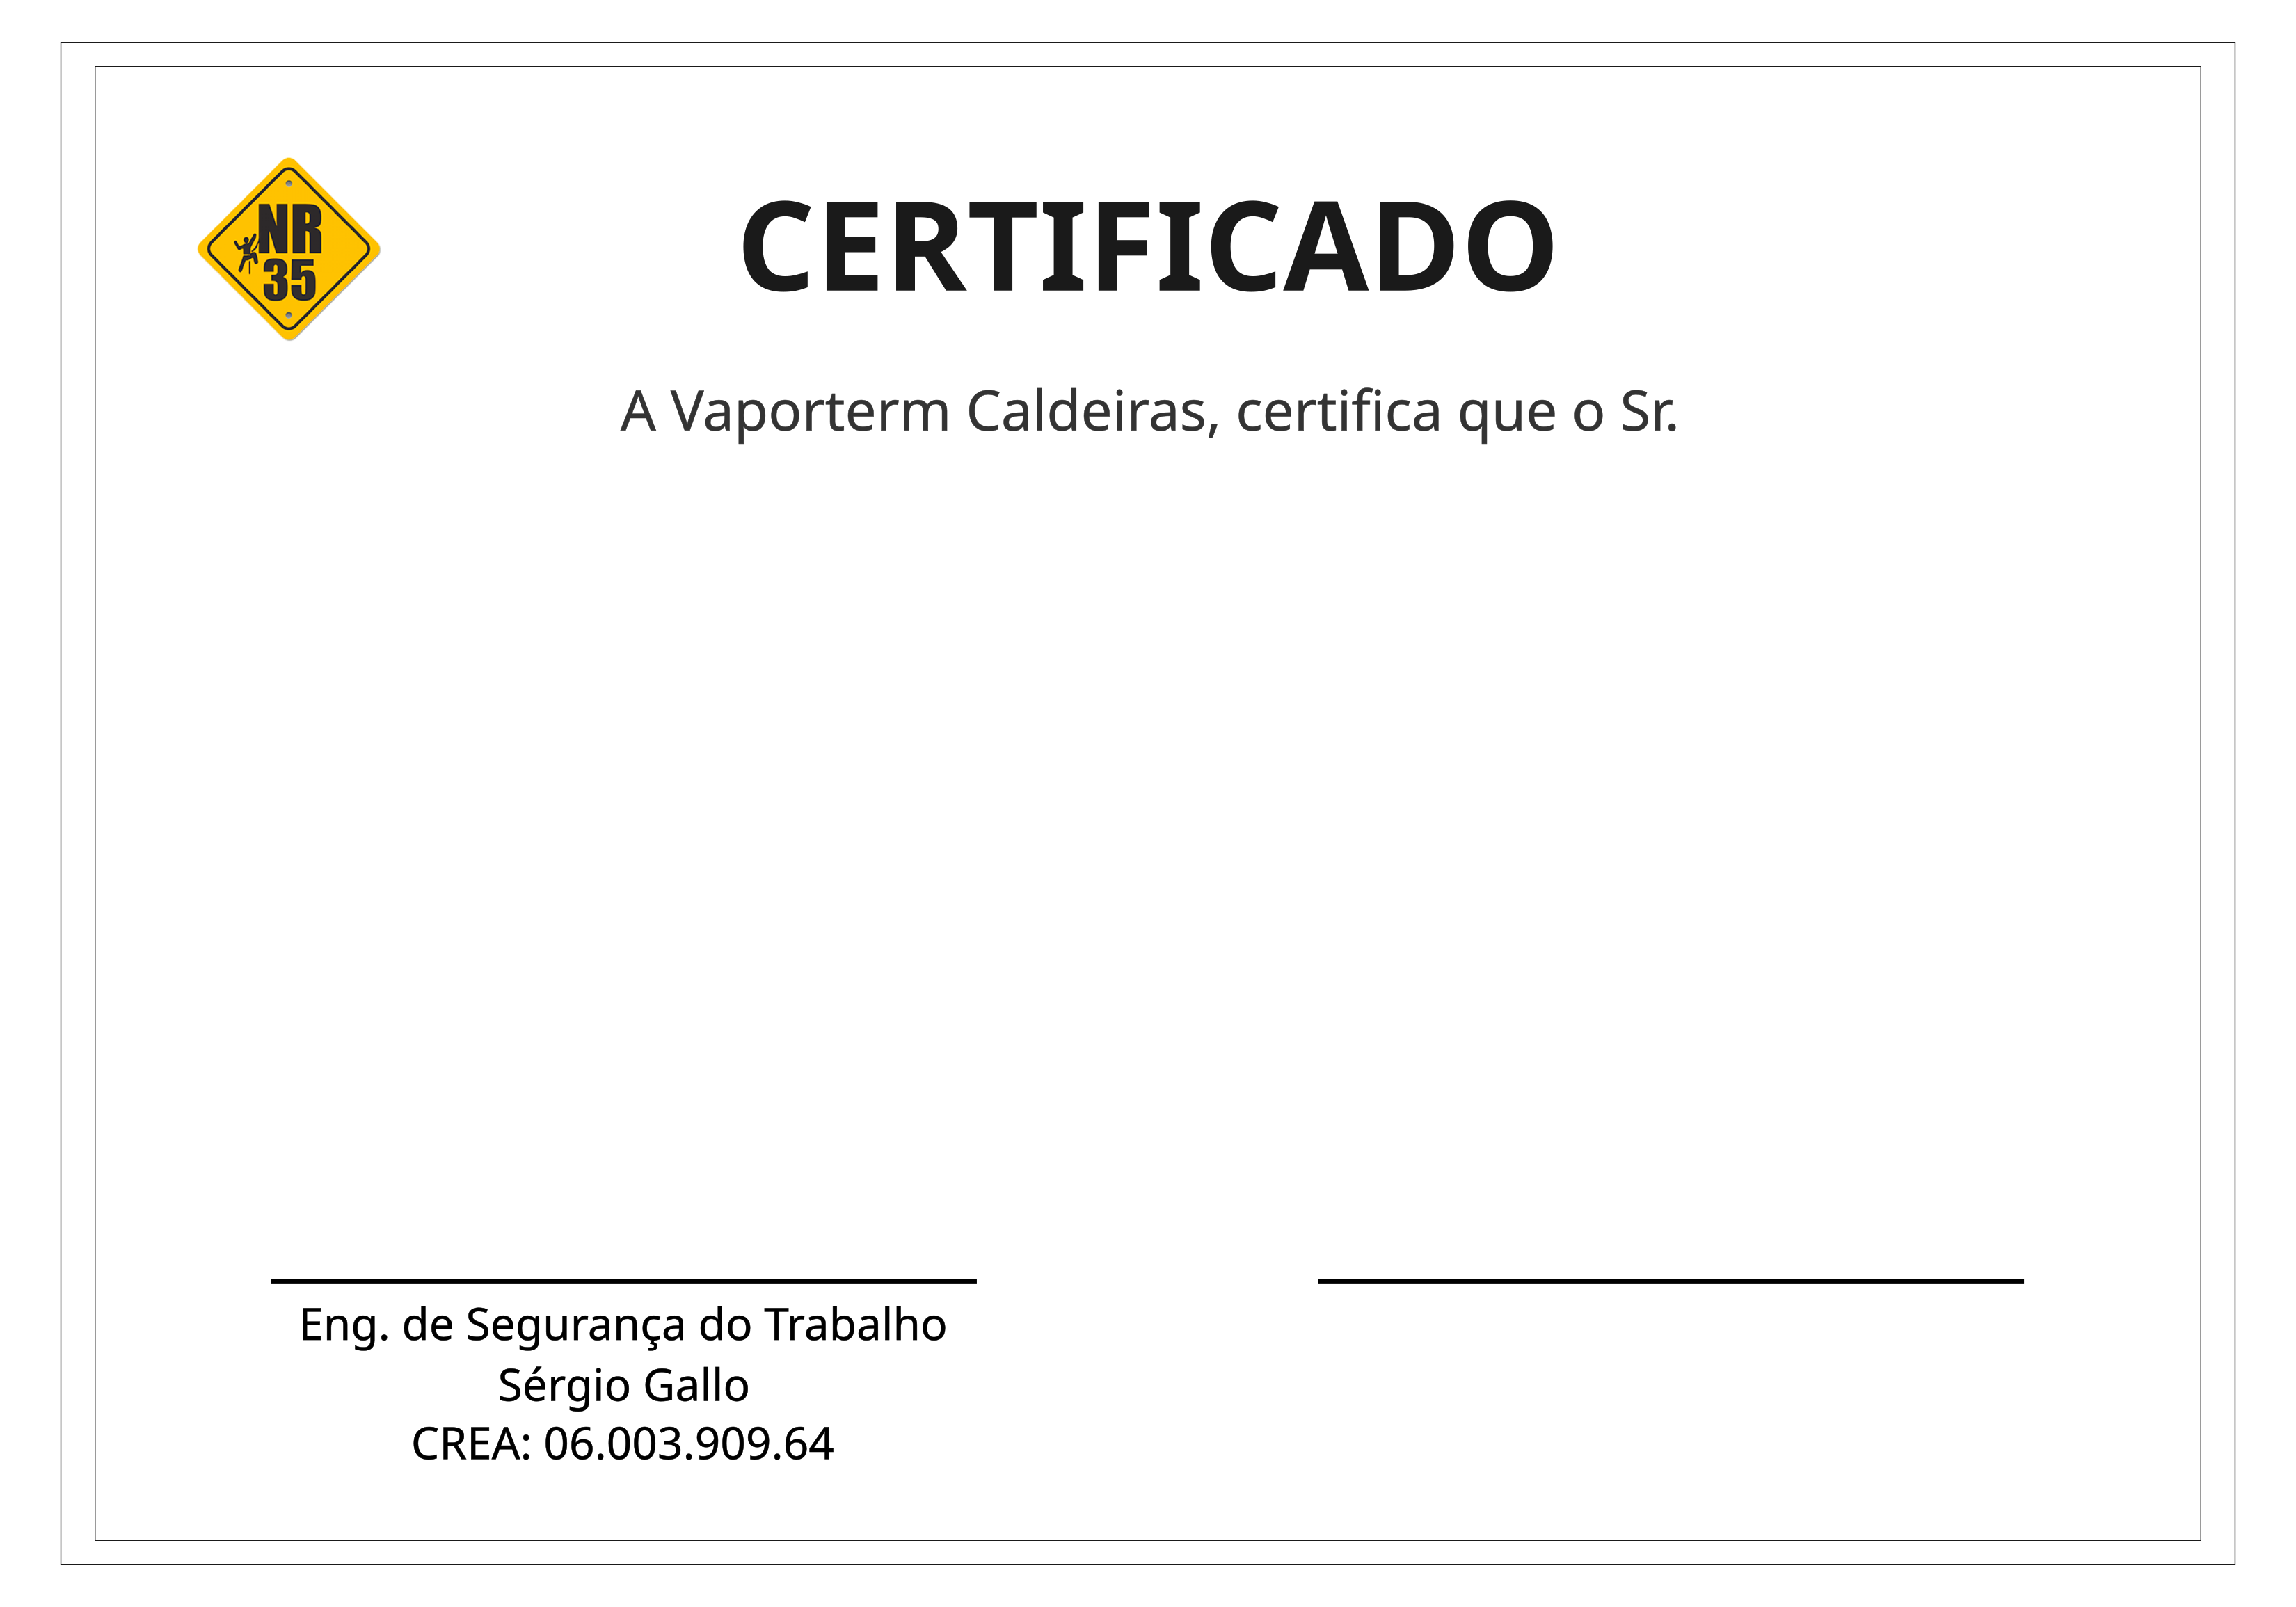 NR
35
CERTIFICADO
A Vaporterm Caldeiras, certifica que o Sr.
Eng. de Segurança do Trabalho
Sérgio Gallo
CREA: 06.003.909.64